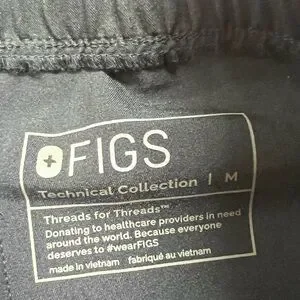 FIGS
Technical Collection | M
Threads for Threads™
Donating to healthcare providers in need
around the world. Because everyone
deserves to #wearFIGS
made in vietnam fabriqué au vietnam